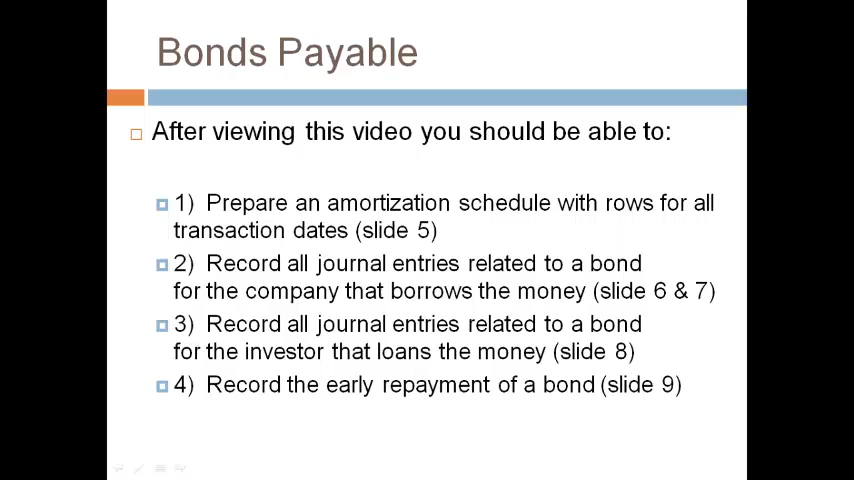 Bonds Payable
After viewing this video you should be able to:
1) Prepare an amortization schedule with rows for all
transaction dates (slide 5)
2) Record all journal entries related to a bond
for the company that borrows the money (slide 6 & 7)
3) Record all journal entries related to a bond
for the investor that loans the money (slide 8)
4) Record the early repayment of a bond (slide 9)